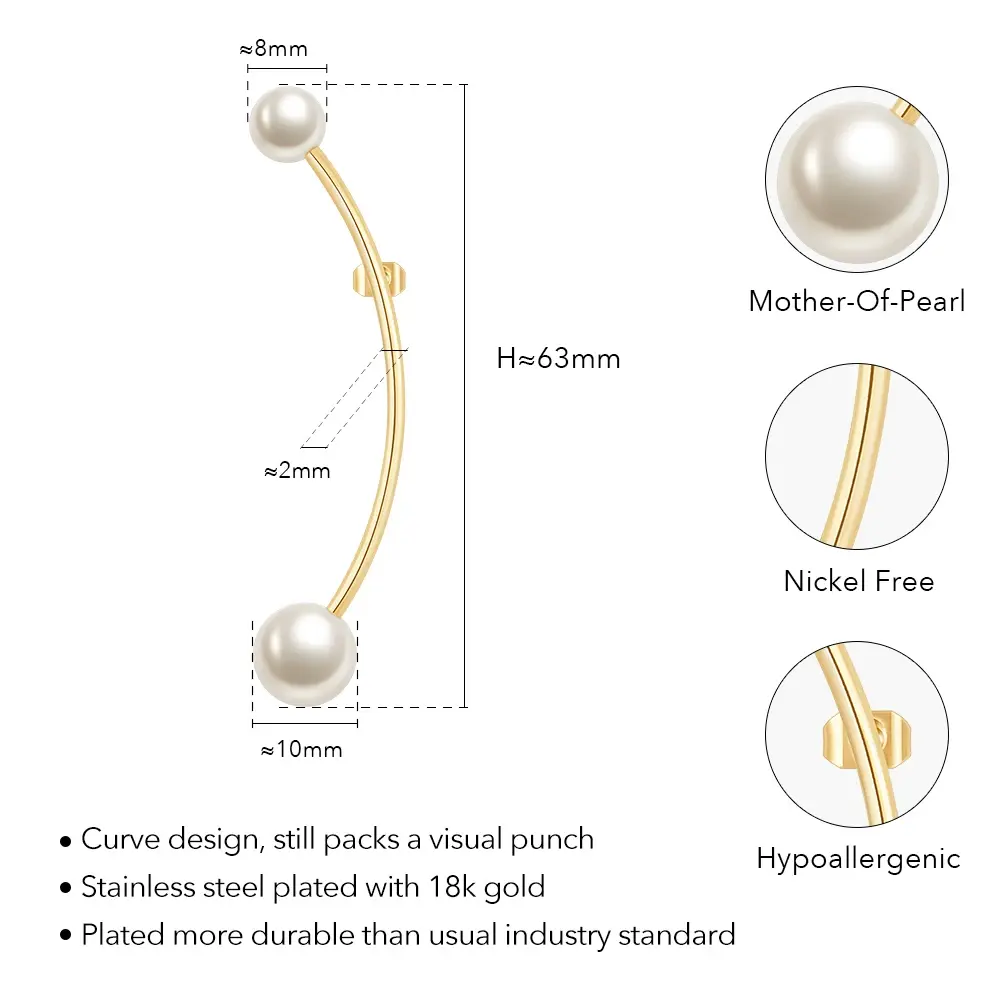 ≈8mm
H≈63mm
≈2mm
≈10mm
Mother-Of-Pearl
Nickel Free
Hypoallergenic
• Curve design, still packs a visual punch
• Stainless steel plated with 18k gold
• Plated more durable than usual industry standard